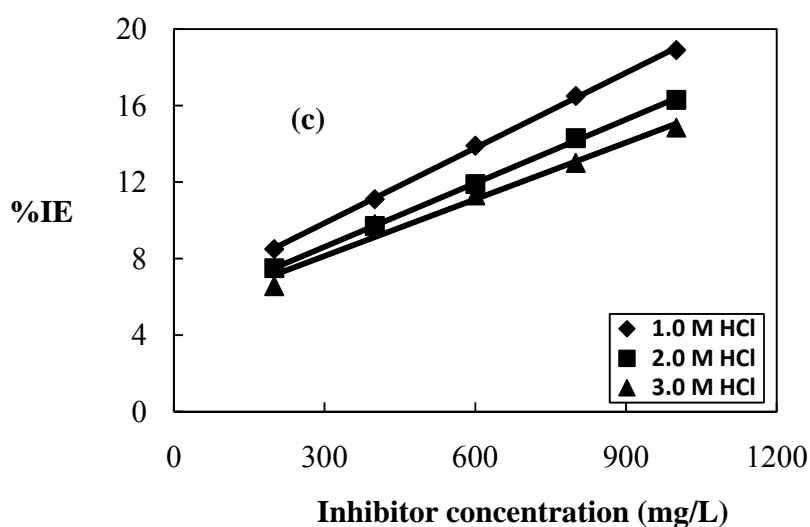 20
16
(c)
12
%IE
8
4
1.0 M HCl
2.0 M HCl
3.0 M HCl
0
0 300 600 900 1200
Inhibitor concentration (mg/L)